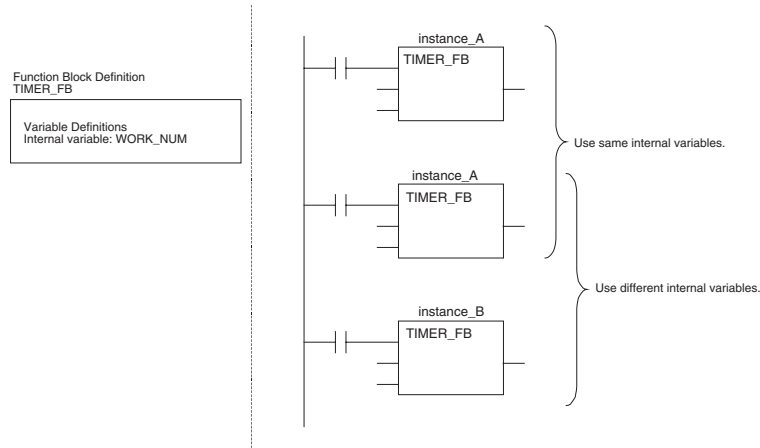 Function Block Definition
TIMER_FB
Variable Definitions
Internal variable: WORK_NUM
instance_A
TIMER_FB
Use same internal variables.
instance_A
TIMER_FB
Use different internal variables.
instance_B
TIMER_FB